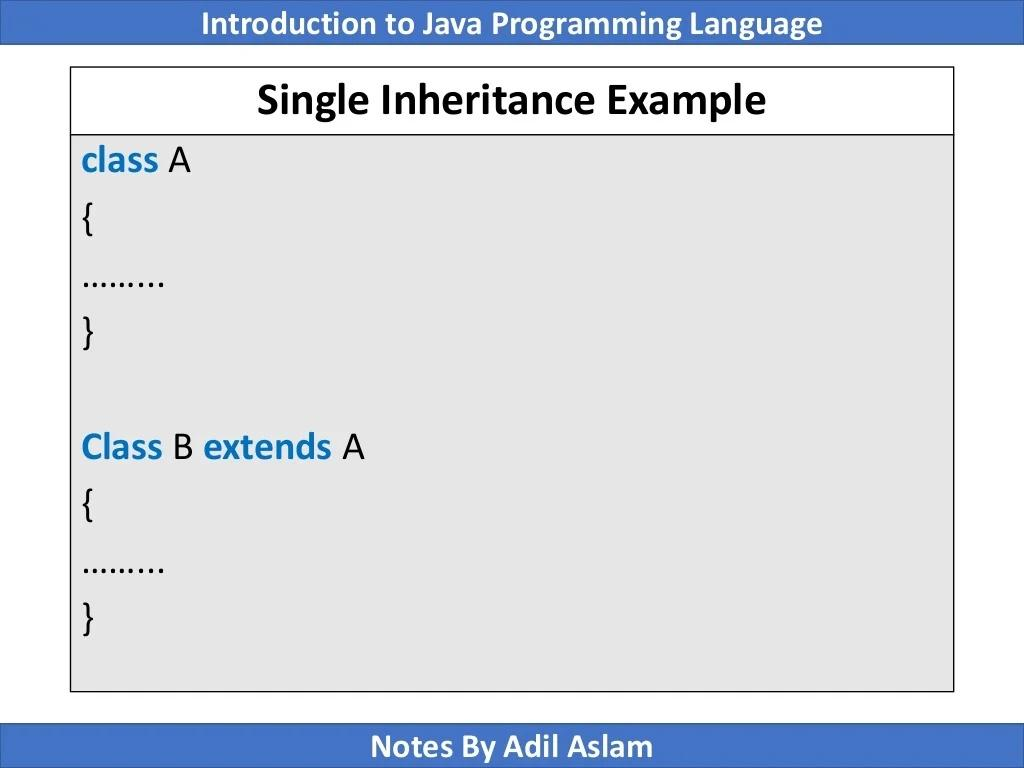 Introduction to Java Programming Language
Single Inheritance Example
class A
{
……...
}
Class B extends A
{
……...
}
Notes By Adil Aslam